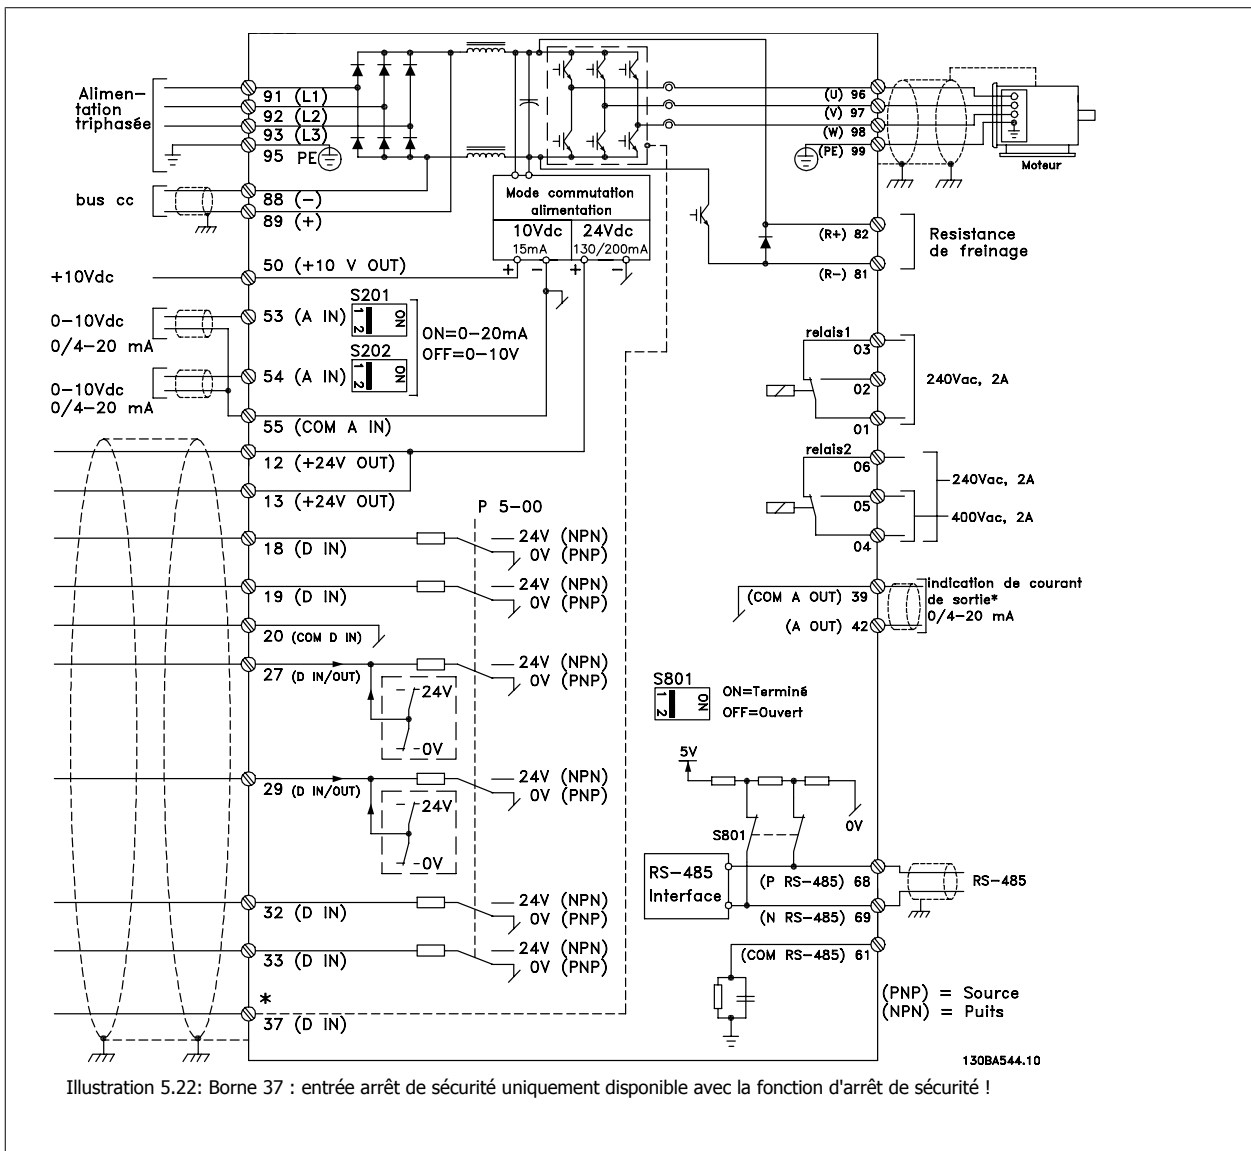 Alimen-
tation
triphasée
91 (L1)
92 (L2)
93 (L3)
95 PE
bus cc
88 (-)
89 (+)
+10Vdc
50 (+10 V OUT)
0-10Vdc
0/4-20 mA
53 (A IN)
0-10Vdc
0/4-20 mA
54 (A IN)
55 (COM A IN)
12 (+24V OUT)
13 (+24V OUT)
18 (D IN)
19 (D IN)
20 (COM D IN)
27 (D IN/OUT)
24V
0V
29 (D IN/OUT)
24V
0V
32 (D IN)
33 (D IN)
*
37 (D IN)
S201
1 2 ON
S202
1 2 ON
ON=0-20mA
OFF=0-10V
Mode commutation
alimentation
10Vdc
15mA
24Vdc
130/200mA
+ - + -
P 5-00
24V (NPN)
0V (PNP)
24V (NPN)
0V (PNP)
24V (NPN)
0V (PNP)
24V (NPN)
0V (PNP)
24V (NPN)
0V (PNP)
24V (NPN)
0V (PNP)
(U) 96
(V) 97
(W) 98
(PE) 99
Moteur
(R+) 82
(R-) 81
Resistance
de freinage
relais1
03
02
01
240Vac, 2A
relais2
06
05
04
240Vac, 2A
400Vac, 2A
(COM A OUT) 39
(A OUT) 42
indication de courant
de sortie*
0/4-20 mA
S801
1 2 ON
ON=Terminé
OFF=Ouvert
5V
0V
S801
RS-485
Interface
(P RS-485) 68
(N RS-485) 69
RS-485
(COM RS-485) 61
(PNP) = Source
(NPN) = Puits
130BA544.10
Illustration 5.22: Borne 37 : entrée arrêt de sécurité uniquement disponible avec la fonction d'arrêt de sécurité !